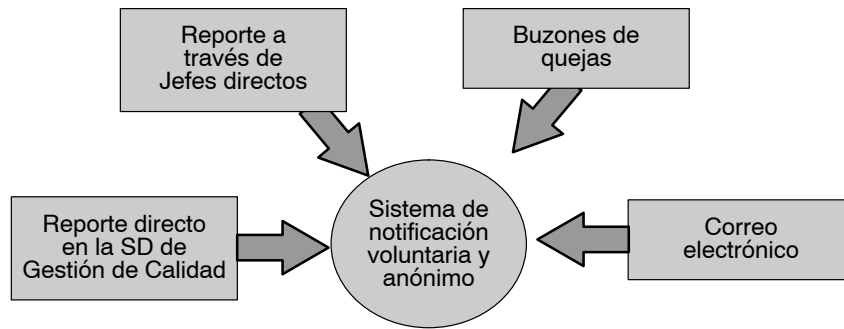 Reporte a
través de
Jefes directos
Buzones de
quejas
Reporte directo
en la SD de
Gestión de Calidad
Sistema de
notificación
voluntaria y
anónimo
Correo
electrónico